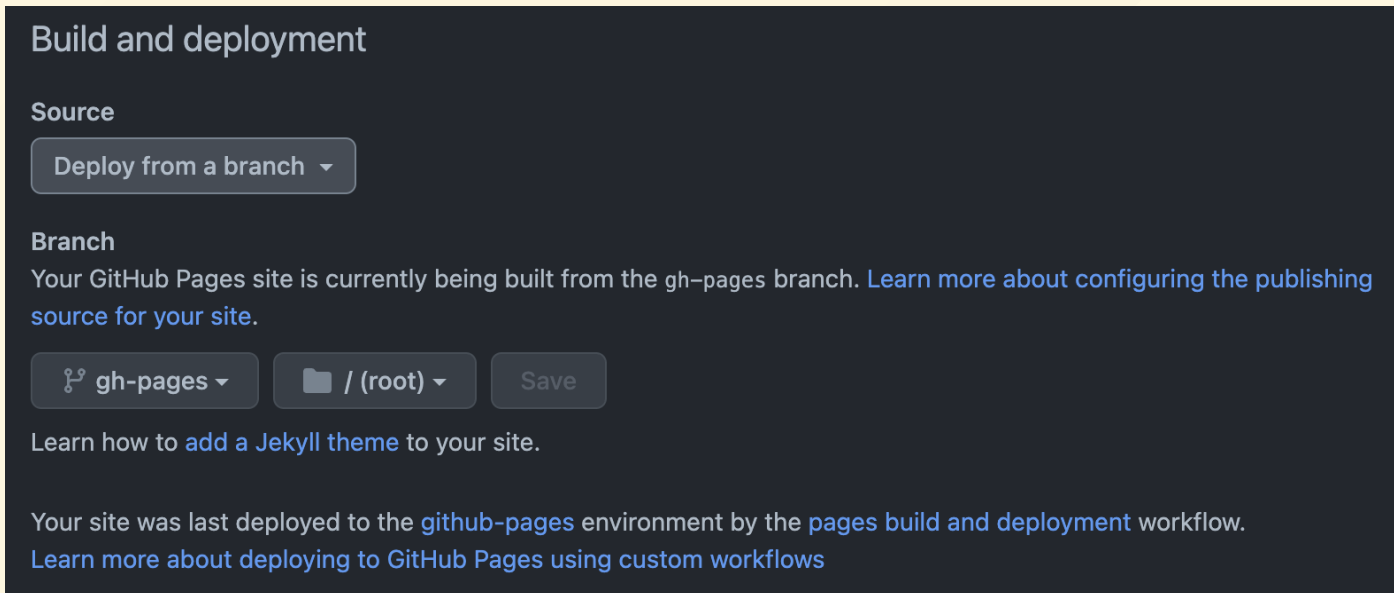 Build and deployment
Source
Deploy from a branch
Branch
Your GitHub Pages site is currently being built from the gh-pages branch. Learn more about configuring the publishing
source for your site.
gh-pages / (root) Save
Learn how to add a Jekyll theme to your site.
Your site was last deployed to the github-pages environment by the pages build and deployment workflow.
Learn more about deploying to GitHub Pages using custom workflows